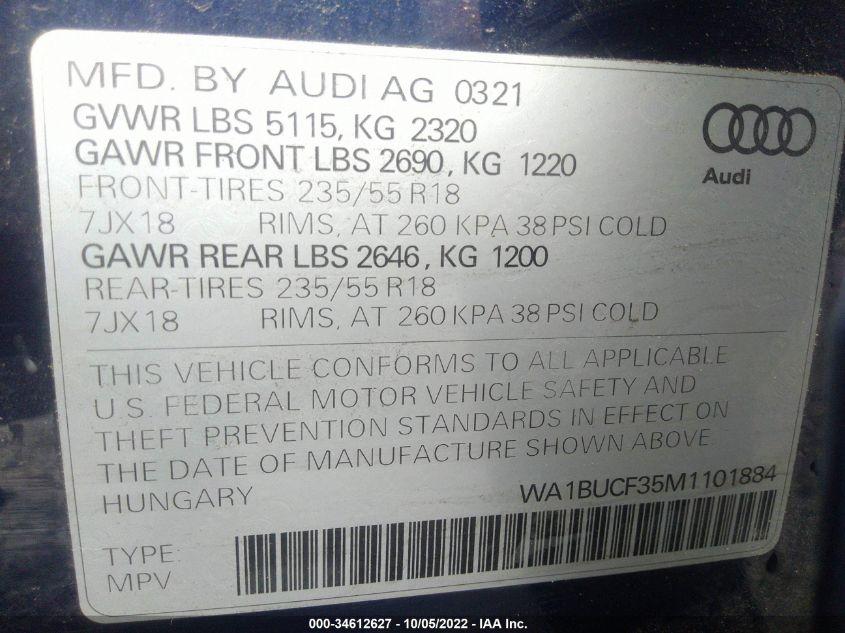 MFD. BY AUDI AG 0321
GVWR LBS 5115, KG 2320
GAWR FRONT LBS 2690, KG 1220
FRONT-TIRES 235/55 R18
7JX18 RIMS, AT 260 KPA 38 PSI COLD
GAWR REAR LBS 2646, KG 1200
REAR-TIRES 235/55 R18
7JX18 RIMS, AT 260 KPA 38 PSI COLD
Audi
THIS VEHICLE CONFORMS TO ALL APPLICABLE
U.S. FEDERAL MOTOR VEHICLE SAFETY AND
THEFT PREVENTION STANDARDS IN EFFECT ON
THE DATE OF MANUFACTURE SHOWN ABOVE
HUNGARY WA1BUCF35M1101884
TYPE:
MPV
000-34612627 - 10/05/2022 - IAA Inc.